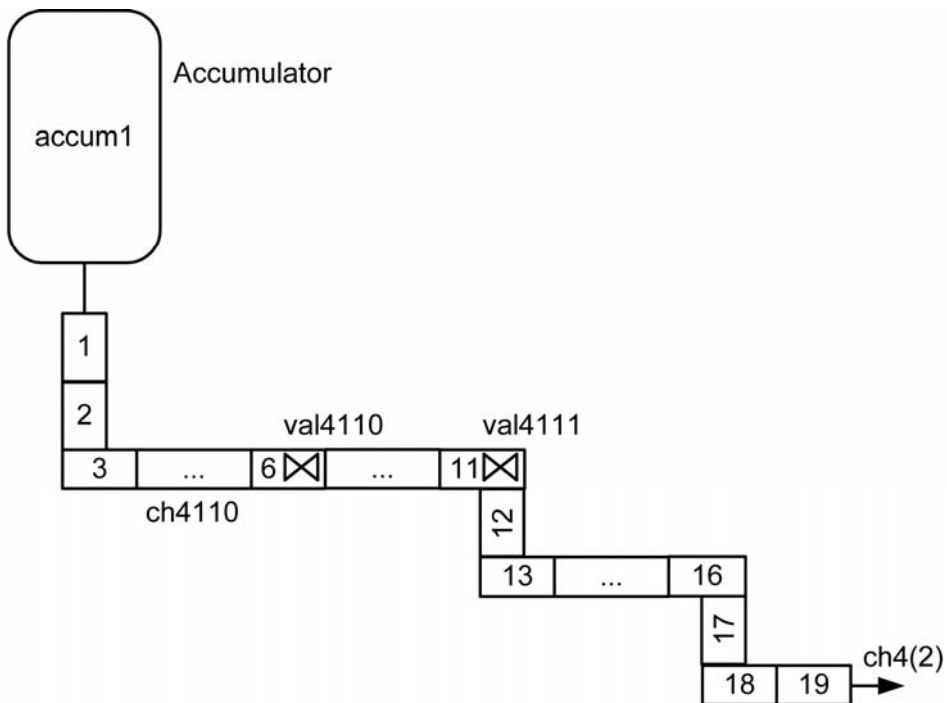 Accumulator
accum1
1
2
val4110 val4111
3 ... 6 ... 11
ch4110
12
13 ... 16
17
ch4(2)
18 19